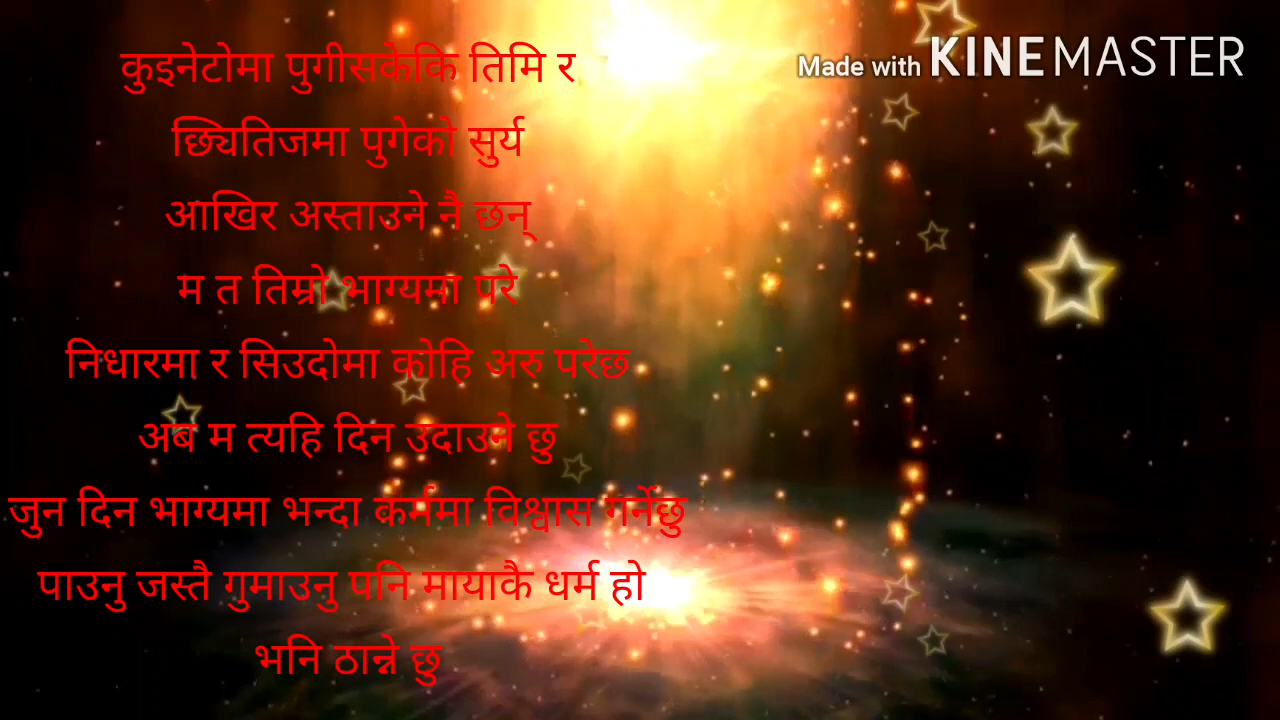 कुइनेटोमा पुगीसकेकि तिमि र
Made with KINEMASTER
छ्यितिजमा पुगेको सुर्य
आखिर अस्ताउने नै छन्
म त तिम्रो भाग्यमा परे
निधारमा र सिउदोमा कोहि अरु परेछ
अब म त्यहि दिन उदाउने छु
जुन दिन भाग्यमा भन्दा कर्ममा विश्वास गर्नेछु
पाउनु जस्तै गुमाउनु पनि मायाकै धर्म हो
भनि ठान्ने छु